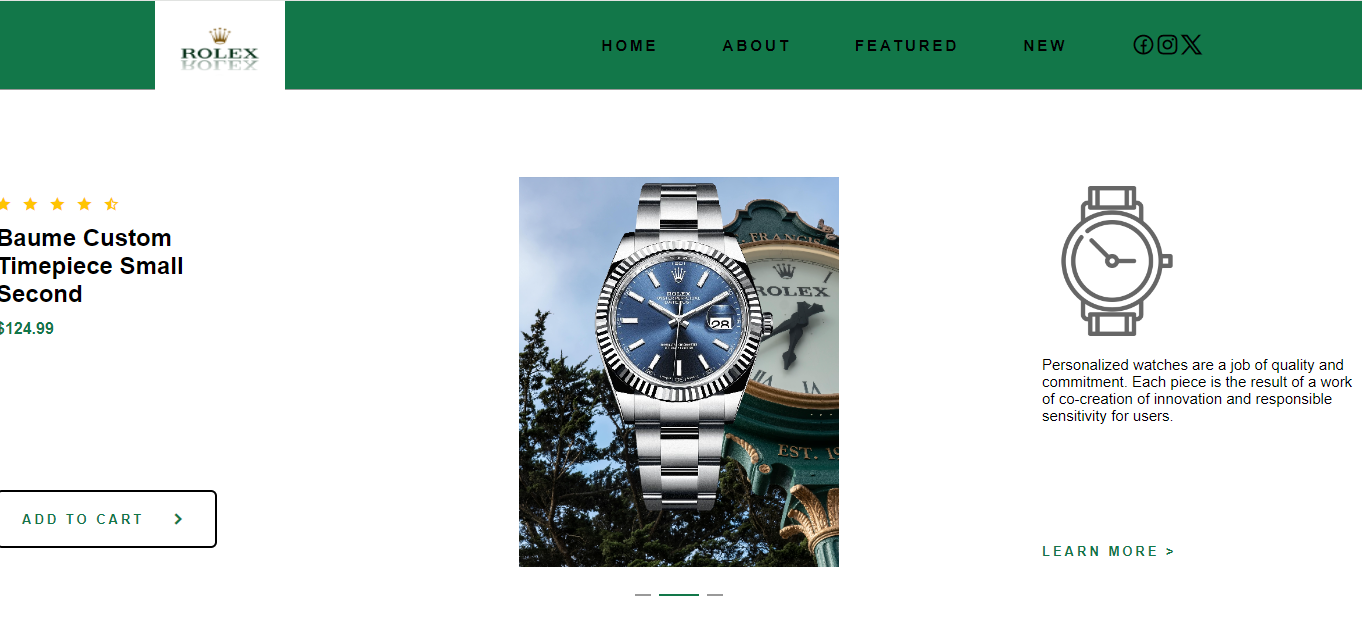 ROLEX
HOME ABOUT FEATURED NEW
Baume Custom
Timepiece Small
Second
$124.99
ADD TO CART >
FRANCIS
ROLEX
ROLEX
28
EST. 19
Personalized watches are a job of quality and
commitment. Each piece is the result of a work
of co-creation of innovation and responsible
sensitivity for users.
LEARN MORE >